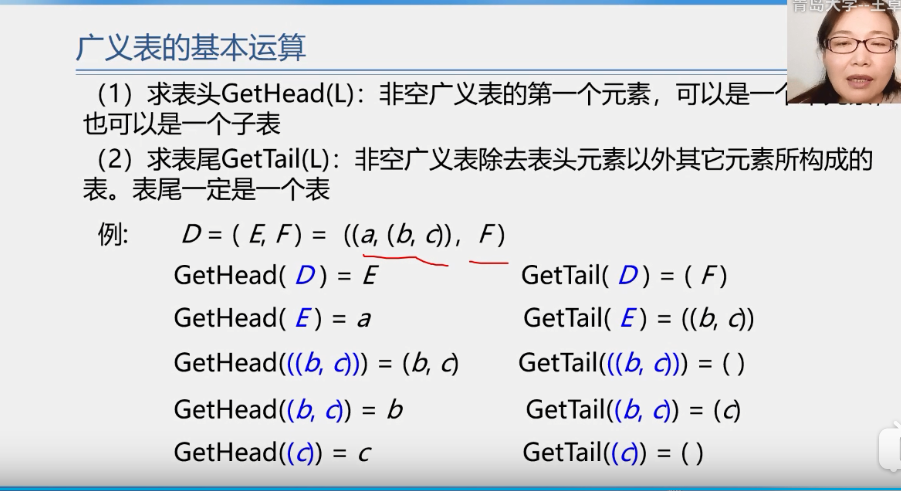 青岛大学-王卓
广义表的基本运算
（1）求表头GetHead(L)：非空广义表的第一个元素，可以是一个
也可以是一个子表
（2）求表尾GetTail(L)：非空广义表除去表头元素以外其它元素所构成的
表。表尾一定是一个表
例: D = ( E, F ) = ((a, (b, c)), F )
GetHead( D ) = E GetTail( D ) = ( F )
GetHead( E ) = a GetTail( E ) = ((b, c))
GetHead(((b, c))) = (b, c) GetTail(((b, c))) = ( )
GetHead((b, c)) = b GetTail((b, c)) = (c)
GetHead((c)) = c GetTail((c)) = ( )